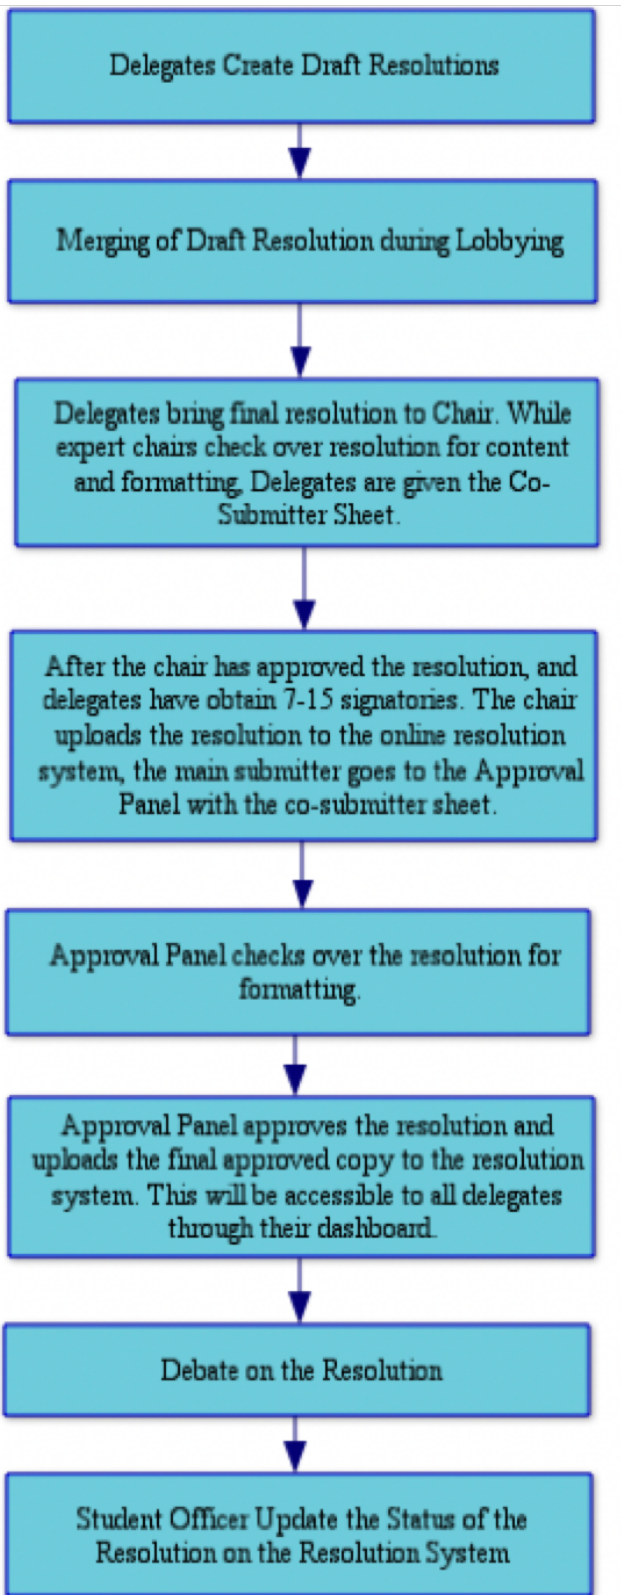 Delegates Create Draft Resolutions
Merging of Draft Resolution during Lobbying
Delegates bring final resolution to Chair. While
expert chairs check over resolution for content
and formatting, Delegates are given the Co-
Submitter Sheet.
After the chair has approved the resolution, and
delegates have obtain 7-15 signatories. The chair
uploads the resolution to the online resolution
system, the main submitter goes to the Approval
Panel with the co-submitter sheet.
Approval Panel checks over the resolution for
formatting.
Approval Panel approves the resolution and
uploads the final approved copy to the resolution
system. This will be accessible to all delegates
through their dashboard.
Debate on the Resolution
Student Officer Update the Status of the
Resolution on the Resolution System